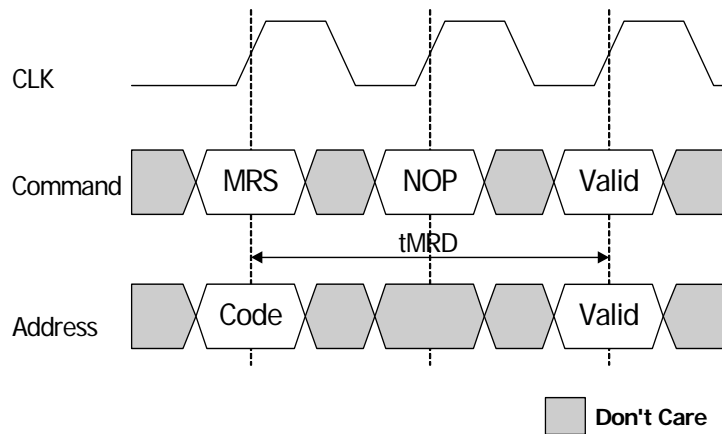 CLK
Command
MRS
NOP
Valid
tMRD
Address
Code
Valid
Don't Care